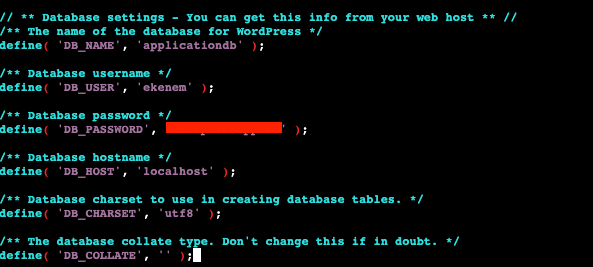 // ** Database settings - You can get this info from your web host ** //
/** The name of the database for WordPress */
define( 'DB_NAME', 'applicationdb' );
/** Database username */
define( 'DB_USER', 'ekenem' );
/** Database password */
define( 'DB_PASSWORD', ' );
/** Database hostname */
define( 'DB_HOST', 'localhost' );
/** Database charset to use in creating database tables. */
define( 'DB_CHARSET', 'utf8' );
/** The database collate type. Don't change this if in doubt. */
define( 'DB_COLLATE', '' );